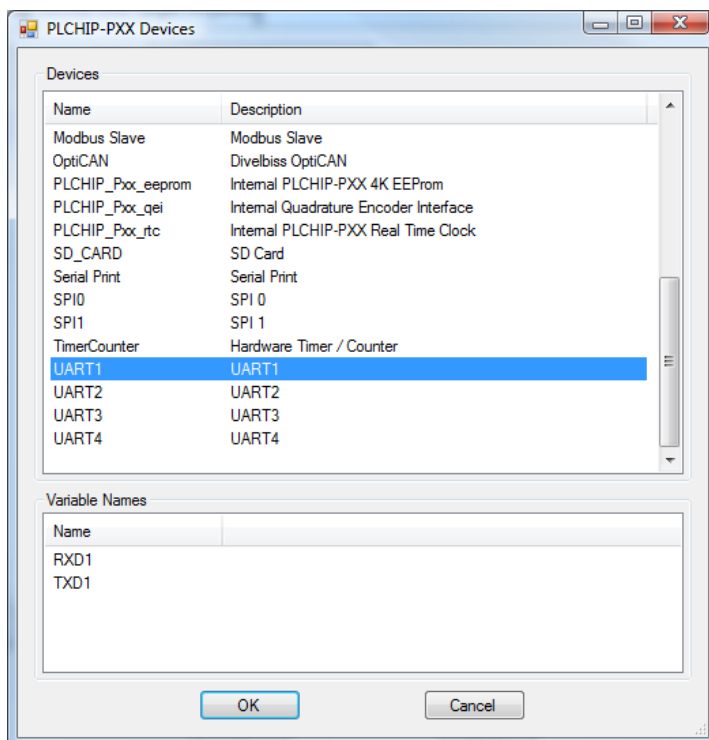 PLCHIP-PXX Devices
Devices
Name Description
Modbus Slave Modbus Slave
OptiCAN Divelbiss OptiCAN
PLCHIP_Pxx_eeprom Internal PLCHIP-PXX 4K EEProm
PLCHIP_Pxx_qei Internal Quadrature Encoder Interface
PLCHIP_Pxx_rtc Internal PLCHIP-PXX Real Time Clock
SD_CARD SD Card
Serial Print Serial Print
SPI0 SPI 0
SPI1 SPI 1
TimerCounter Hardware Timer / Counter
UART1 UART1
UART2 UART2
UART3 UART3
UART4 UART4
Variable Names
Name
RXD1
TXD1
OK Cancel